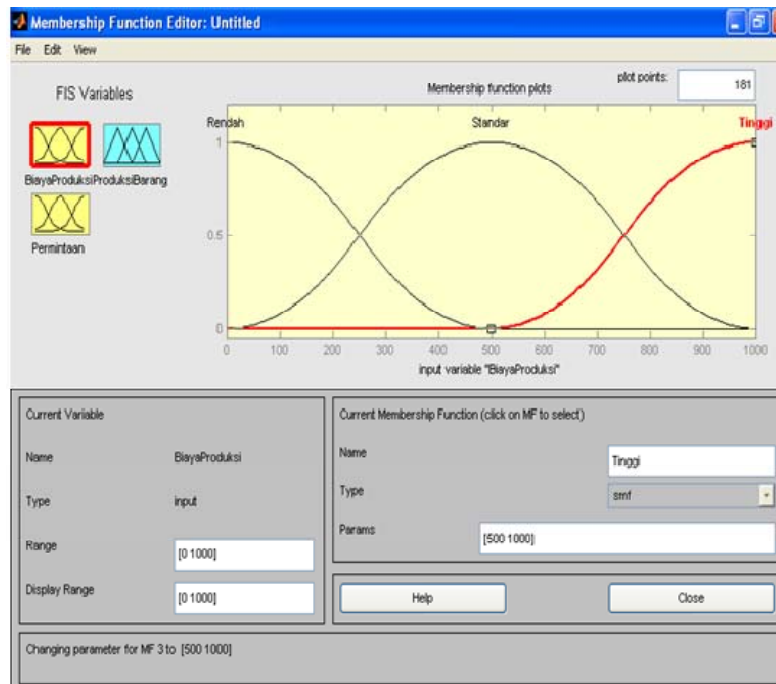 Membership Function Editor: Untitled
File Edit View
FIS Variables
Membership function plots
plot points:
181
BiayaProduksi
ProduksiBarang
Permintaan
Rendah
Standar
Tinggi
1
0.5
0
0 100 200 300 400 500 600 700 800 900 1000
input variable "BiayaProduksi"
Current Variable
Name BiayaProduksi
Type input
Range [0 1000]
Display Range [0 1000]
Current Membership Function (click on MF to select)
Name Tinggi
Type smf
Params [500 1000]
Help
Close
Changing parameter for MF 3 to [500 1000]